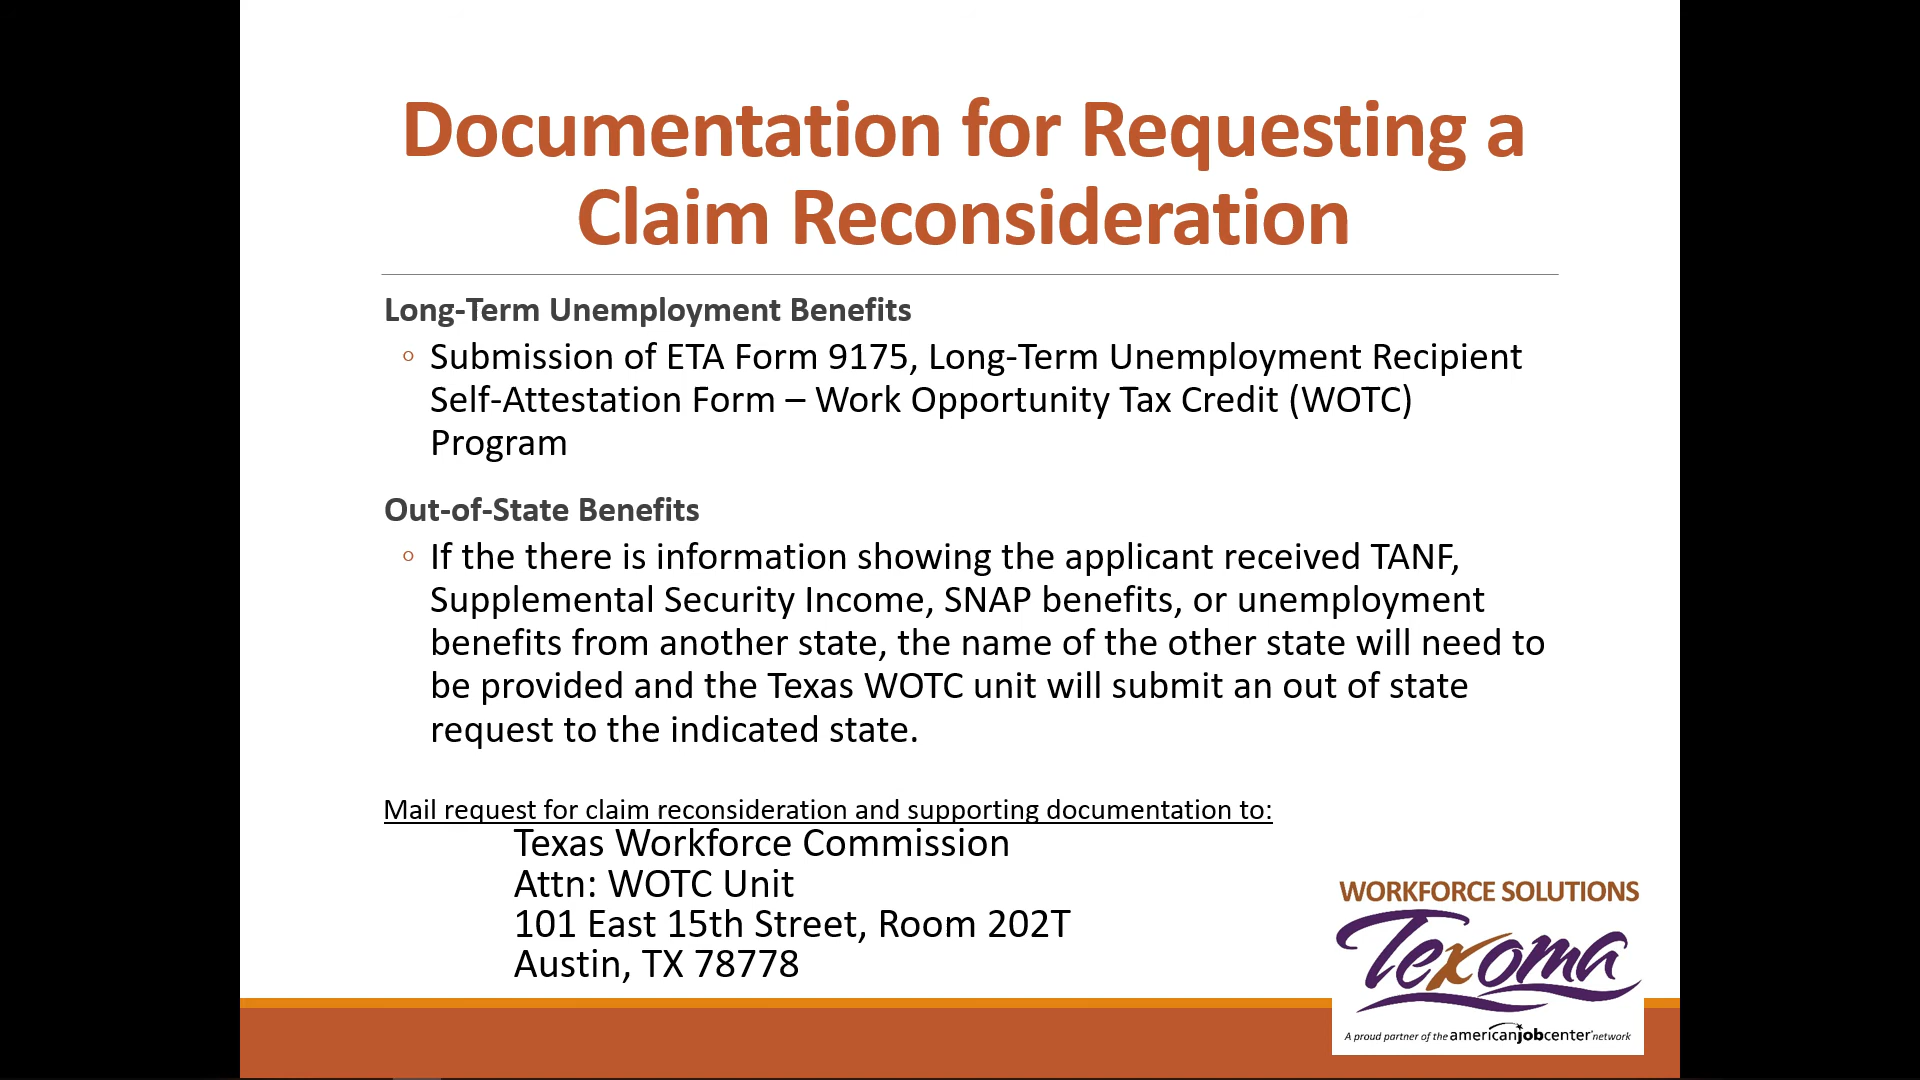 Documentation for Requesting a
Claim Reconsideration
Long-Term Unemployment Benefits
◦ Submission of ETA Form 9175, Long-Term Unemployment Recipient
Self-Attestation Form – Work Opportunity Tax Credit (WOTC)
Program
Out-of-State Benefits
◦ If the there is information showing the applicant received TANF,
Supplemental Security Income, SNAP benefits, or unemployment
benefits from another state, the name of the other state will need to
be provided and the Texas WOTC unit will submit an out of state
request to the indicated state.
Mail request for claim reconsideration and supporting documentation to:
Texas Workforce Commission
Attn: WOTC Unit
101 East 15th Street, Room 202T
Austin, TX 78778
WORKFORCE SOLUTIONS
Texoma
A proud partner of the americanjobcenter network